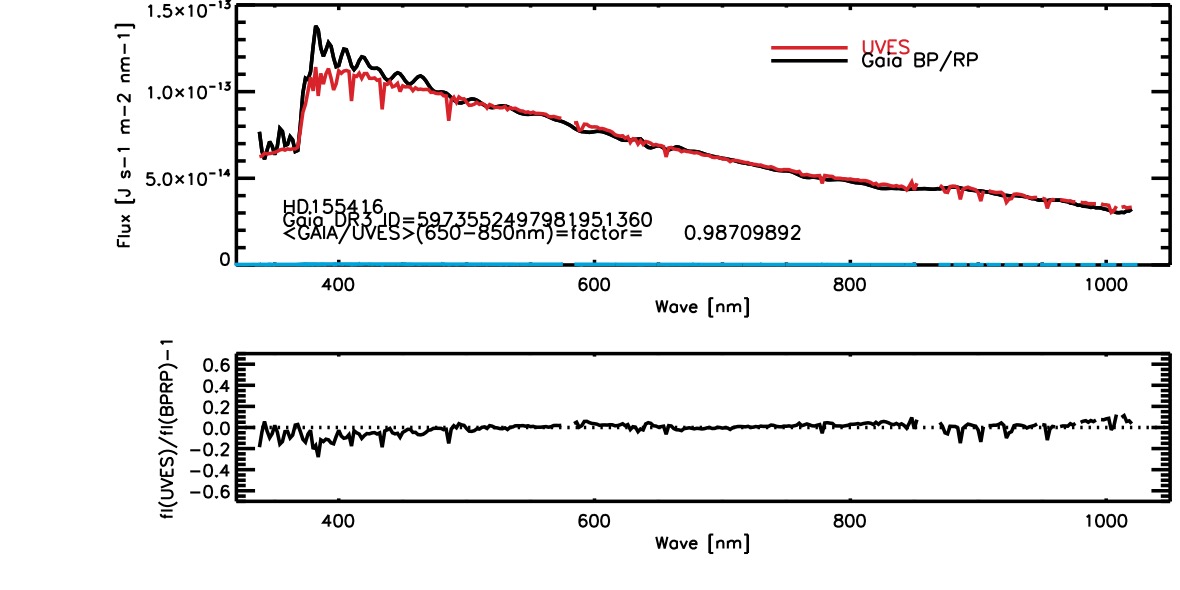 1.5×10−13
1.0×10−13
5.0×10−14
0
Flux [J s−1 m−2 nm−1]
UVES
Gaia BP/RP
HD155416
Gaia DR3 ID=5973552497981951360
<GAIA/UVES>(650−850nm)=factor= 0.98709892
400 600 800 1000
Wave [nm]
0.6
0.4
0.2
0.0
−0.2
−0.4
−0.6
fl(UVES)/fl(BPRP)−1
400 600 800 1000
Wave [nm]